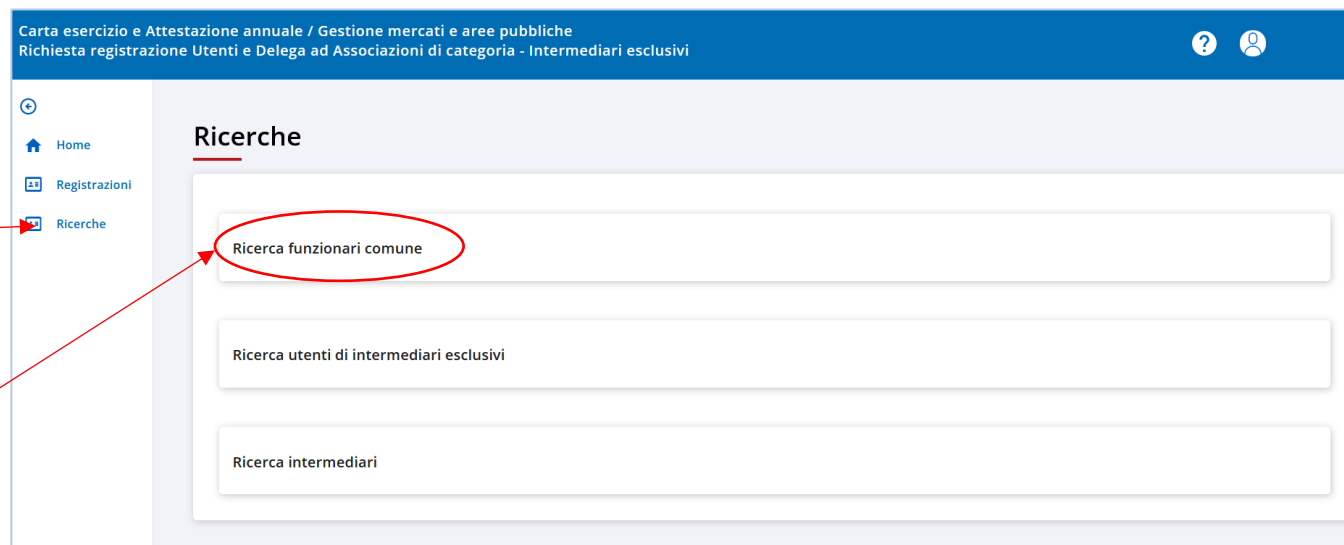 Carta esercizio e Attestazione annuale / Gestione mercati e aree pubbliche
Richiesta registrazione Utenti e Delega ad Associazioni di categoria - Intermediari esclusivi
?
Home
Registrazioni
Ricerche
Ricerche
Ricerca funzionari comune
Ricerca utenti di intermediari esclusivi
Ricerca intermediari